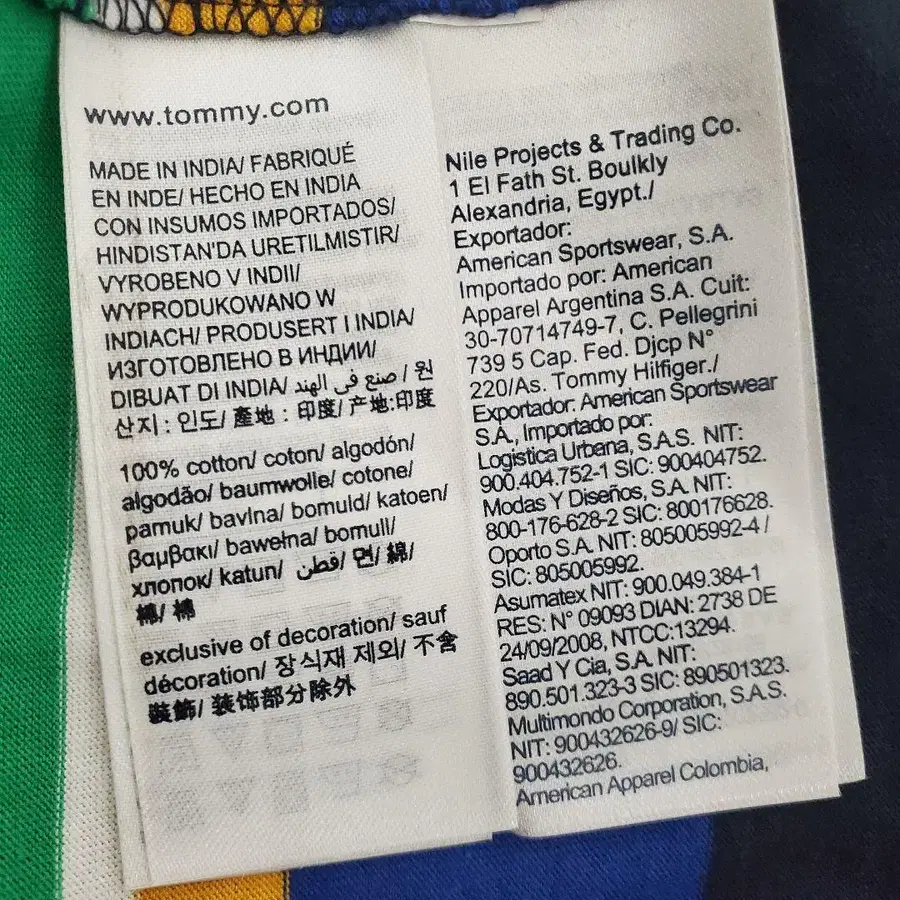 www.tommy.com
MADE IN INDIA/ FABRIQUÉ
EN INDE/ HECHO EN INDIA
CON INSUMOS IMPORTADOS/
HINDISTAN'DA URETILMISTIR/
VYROBENO V INDII/
WYPRODUKOWANO W
INDIACH/ PRODUSERT I INDIA/
ИЗГОТОВЛЕНО В ИНДИИ/
DIBUAT DI INDIA/ صنع في الهند / 원
산지 : 인도/ 產地 : 印度/ 产地:印度
100% cotton/ coton/ algodón/
algodão/ baumwolle/ cotone/
pamuk/ bavlna/ bomuld/ katoen/
βαμβακι/ bawełna/ bomull/
хлопок/ katun/ قطن/ 면/ 綿/
棉/ 棉
exclusive of decoration/ sauf
décoration/ 장식재 제외/ 不含
裝飾/ 装饰部分除外
Nile Projects & Trading Co.
1 El Fath St. Boulkly
Alexandria, Egypt./
Exportador:
American Sportswear, S.A.
Importado por: American
Apparel Argentina S.A. Cuit:
30-70714749-7, C. Pellegrini
739 5 Cap. Fed. Djcp N°
220/As. Tommy Hilfiger./
Exportador: American Sportswear
S.A., Importado por:
Logistica Urbana, S.A.S. NIT:
900.404.752-1 SIC: 900404752.
Modas Y Diseños, S.A. NIT:
800-176-628-2 SIC: 800176628.
Oporto S.A. NIT: 805005992-4 /
SIC: 805005992.
Asumatex NIT: 900.049.384-1
RES: N° 09093 DIAN: 2738 DE
24/09/2008, NTCC:13294.
Saad Y Cia, S.A. NIT:
890.501.323-3 SIC: 890501323.
Multimondo Corporation, S.A.S.
NIT: 900432626-9/ SIC:
900432626.
American Apparel Colombia,